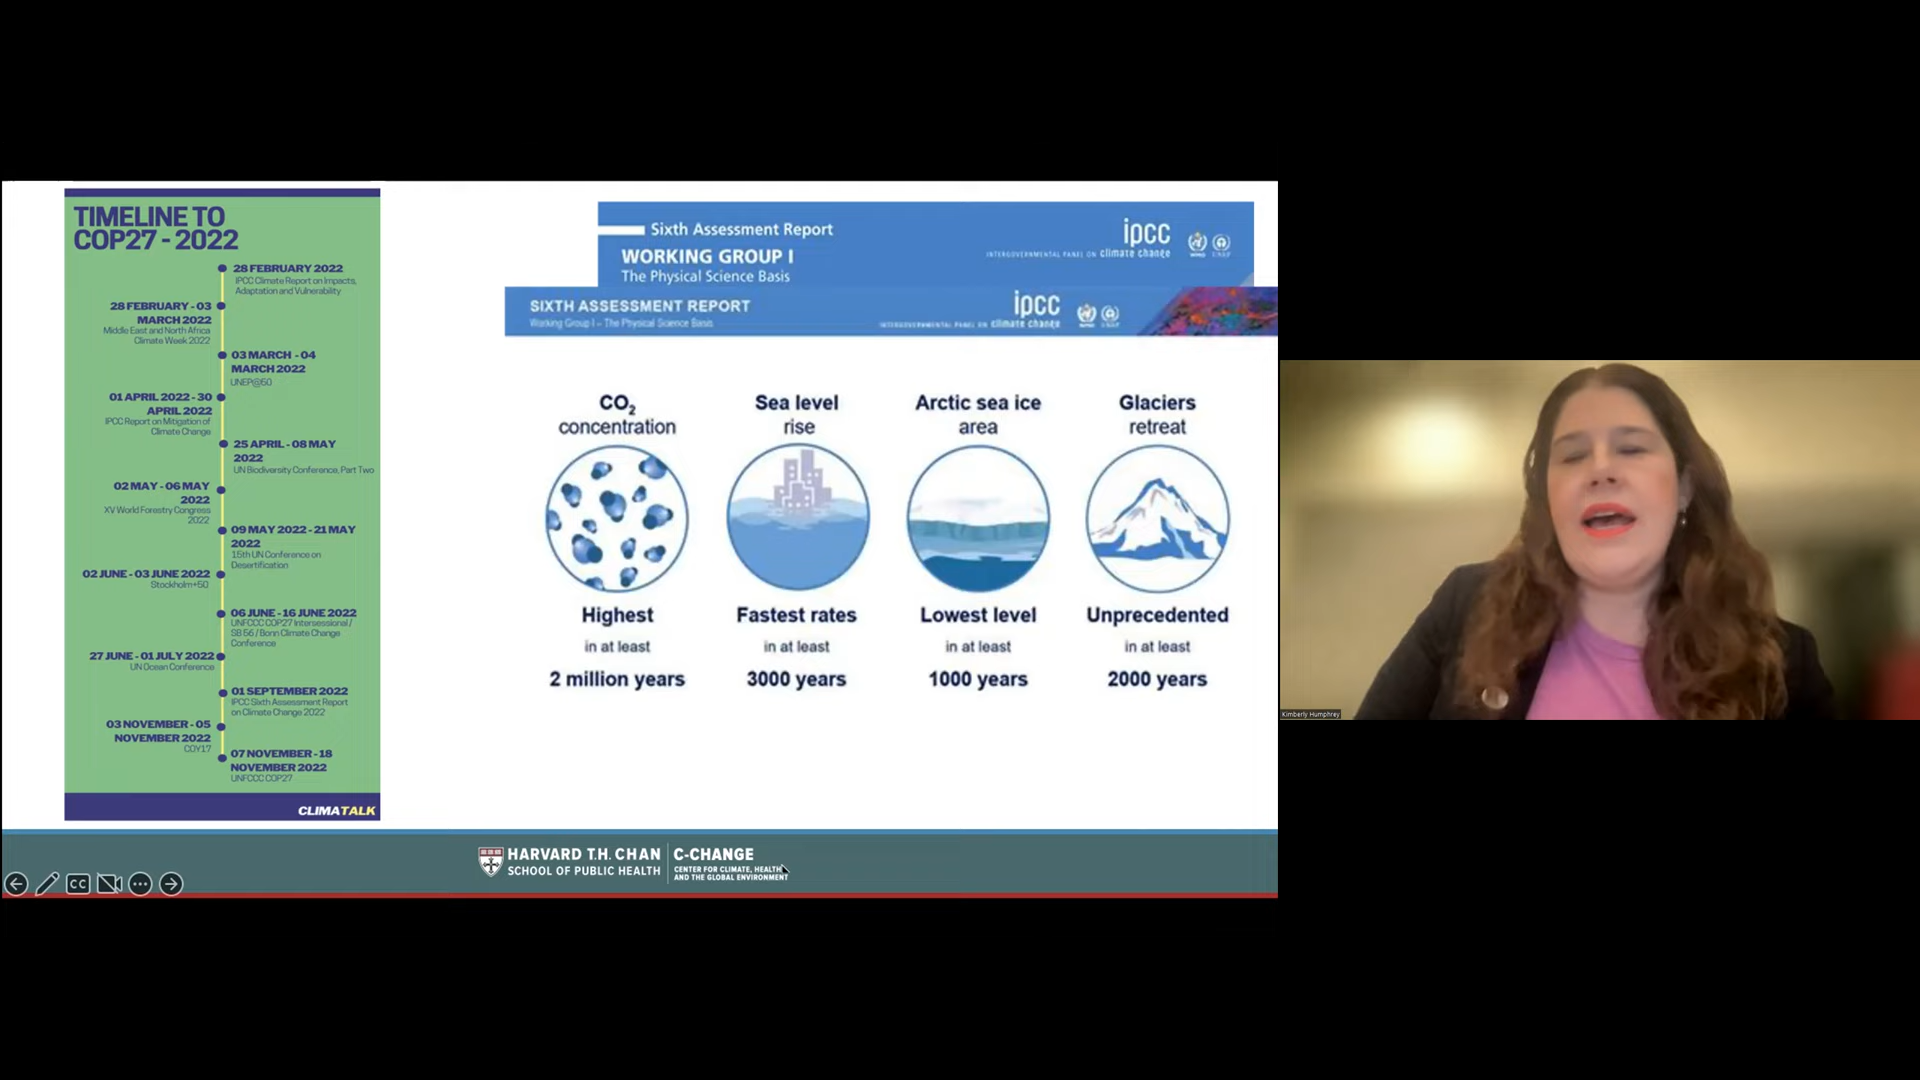 TIMELINE TO
COP27 - 2022
28 FEBRUARY 2022
IPCC Climate Report on Impacts,
Adaptation and Vulnerability
28 FEBRUARY - 03
MARCH 2022
Middle East and North Africa
Climate Week 2022
03 MARCH - 04
MARCH 2022
UNEP@50
01 APRIL 2022 - 30
APRIL 2022
IPCC Report on Mitigation of
Climate Change
25 APRIL - 08 MAY
2022
UN Biodiversity Conference, Part Two
02 MAY - 06 MAY
2022
XV World Forestry Congress
2022
09 MAY 2022 - 21 MAY
2022
15th UN Conference on
Desertification
02 JUNE - 03 JUNE 2022
Stockholm+50
06 JUNE - 16 JUNE 2022
UNFCCC COP27 Intersessional /
SB 56 / Bonn Climate Change
Conference
27 JUNE - 01 JULY 2022
UN Ocean Conference
01 SEPTEMBER 2022
IPCC Sixth Assessment Report
on Climate Change 2022
03 NOVEMBER - 05
NOVEMBER 2022
COY17
07 NOVEMBER - 18
NOVEMBER 2022
UNFCCC COP27
CLIMATALK
Sixth Assessment Report
WORKING GROUP I
The Physical Science Basis
ipcc
INTERGOVERNMENTAL PANEL ON climate change
WMO UNEP
SIXTH ASSESSMENT REPORT
Working Group I – The Physical Science Basis
ipcc
INTERGOVERNMENTAL PANEL ON climate change
WMO UNEP
CO₂
concentration
Highest
in at least
2 million years
Sea level
rise
Fastest rates
in at least
3000 years
Arctic sea ice
area
Lowest level
in at least
1000 years
Glaciers
retreat
Unprecedented
in at least
2000 years
HARVARD T.H. CHAN
SCHOOL OF PUBLIC HEALTH
C-CHANGE
CENTER FOR CLIMATE, HEALTH,
AND THE GLOBAL ENVIRONMENT
CC
Kimberly Humphrey